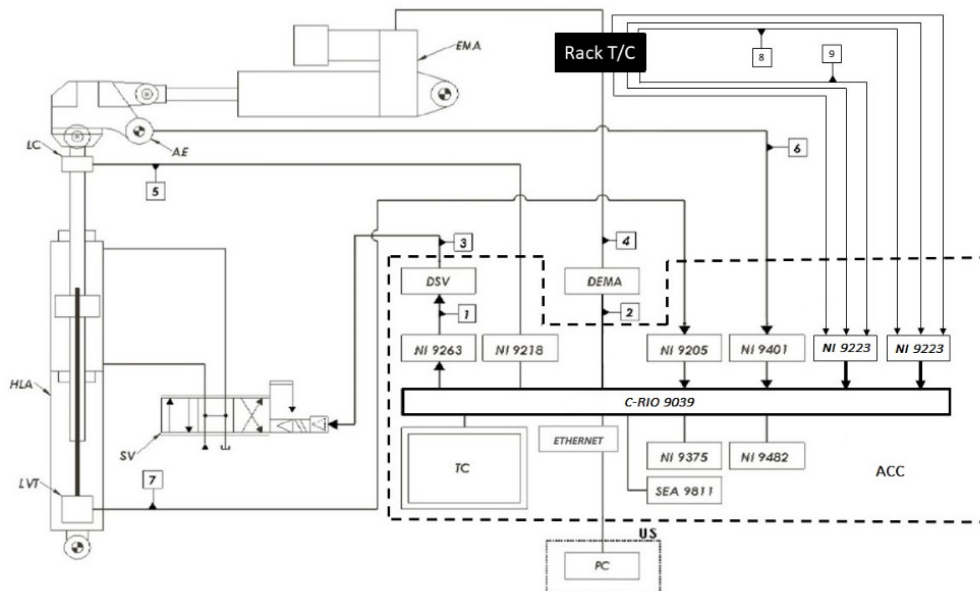 EMA
Rack T/C
8
9
LC
AE
6
5
3
4
DSV
DEMA
1
2
NI 9263
NI 9218
NI 9205
NI 9401
NI 9223
NI 9223
HLA
C-RIO 9039
SV
TC
ETHERNET
NI 9375
NI 9482
ACC
LVT
7
SEA 9811
US
PC